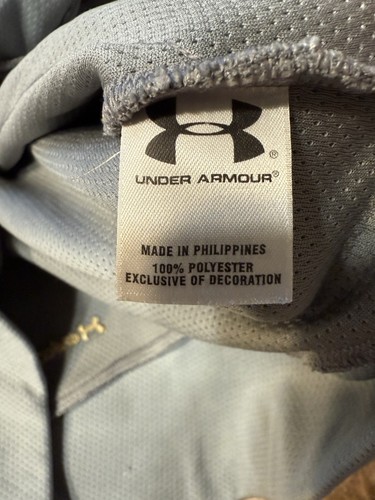 UNDER ARMOUR®
MADE IN PHILIPPINES
100% POLYESTER
EXCLUSIVE OF DECORATION